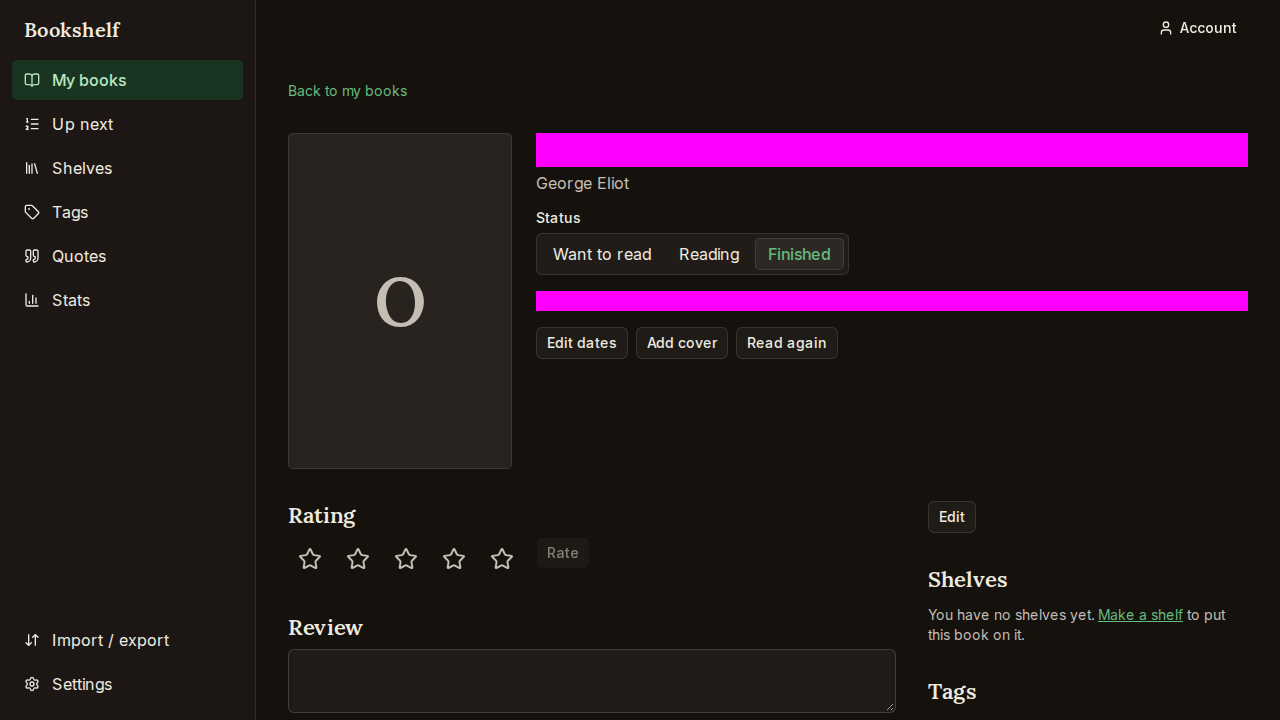 Bookshelf
My books
Up next
Shelves
Tags
Quotes
Stats
Import / export
Settings
Account
Back to my books
O
George Eliot
Status
Want to read
Reading
Finished
Edit dates
Add cover
Read again
Rating
Rate
Review
Edit
Shelves
You have no shelves yet. Make a shelf to put
this book on it.
Tags